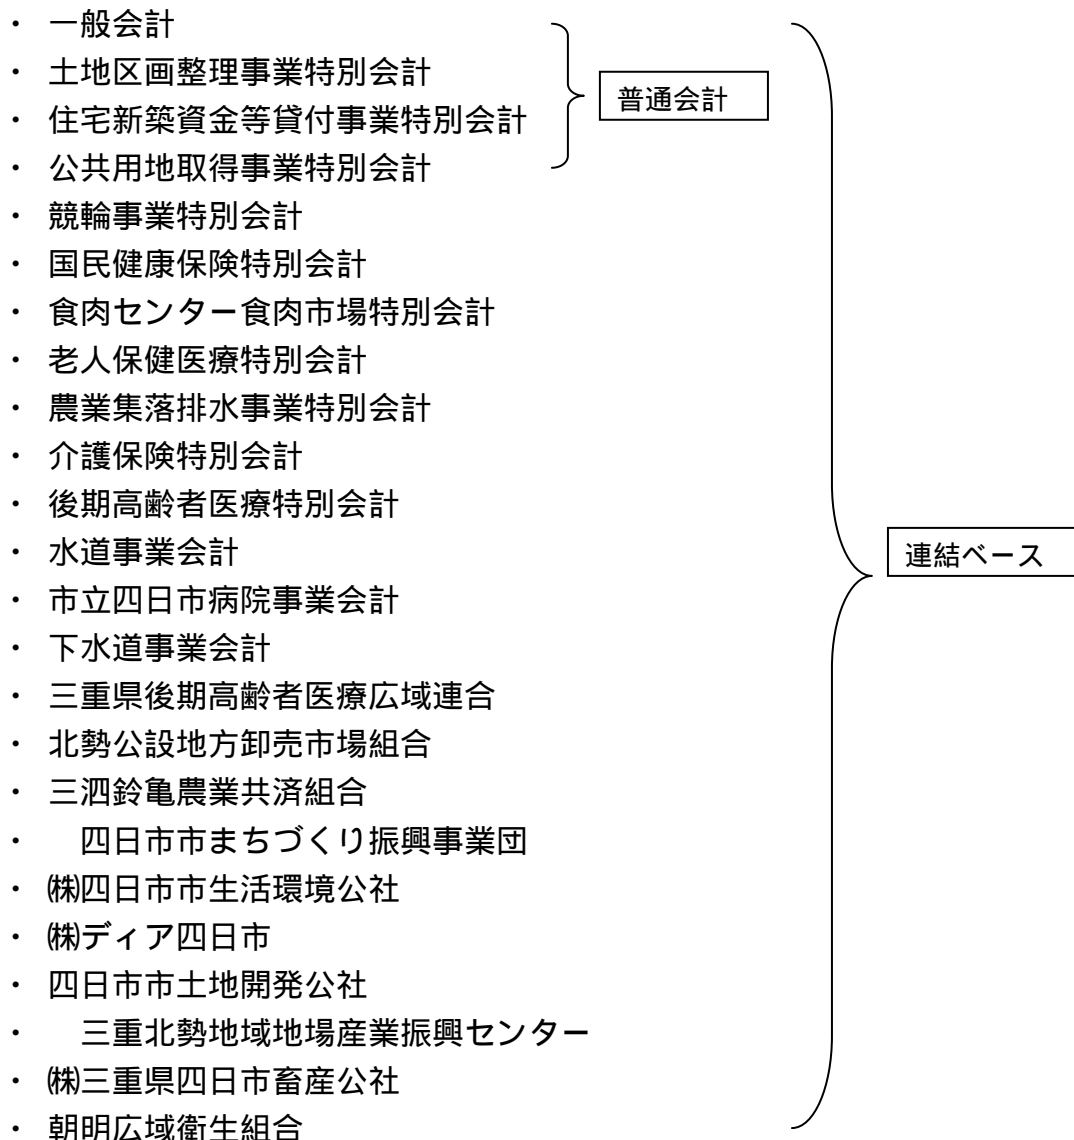 ・ 一般会計
・ 土地区画整理事業特別会計
・ 住宅新築資金等貸付事業特別会計
・ 公共用地取得事業特別会計
普通会計
・ 競輪事業特別会計
・ 国民健康保険特別会計
・ 食肉センター食肉市場特別会計
・ 老人保健医療特別会計
・ 農業集落排水事業特別会計
・ 介護保険特別会計
・ 後期高齢者医療特別会計
・ 水道事業会計
・ 市立四日市病院事業会計
・ 下水道事業会計
・ 三重県後期高齢者医療広域連合
・ 北勢公設地方卸売市場組合
・ 三泗鈴亀農業共済組合
・ 四日市市まちづくり振興事業団
・ ㈱四日市市生活環境公社
・ ㈱ディア四日市
・ 四日市市土地開発公社
・ 三重北勢地域地場産業振興センター
・ ㈱三重県四日市畜産公社
・ 朝明広域衛生組合
連結ベース